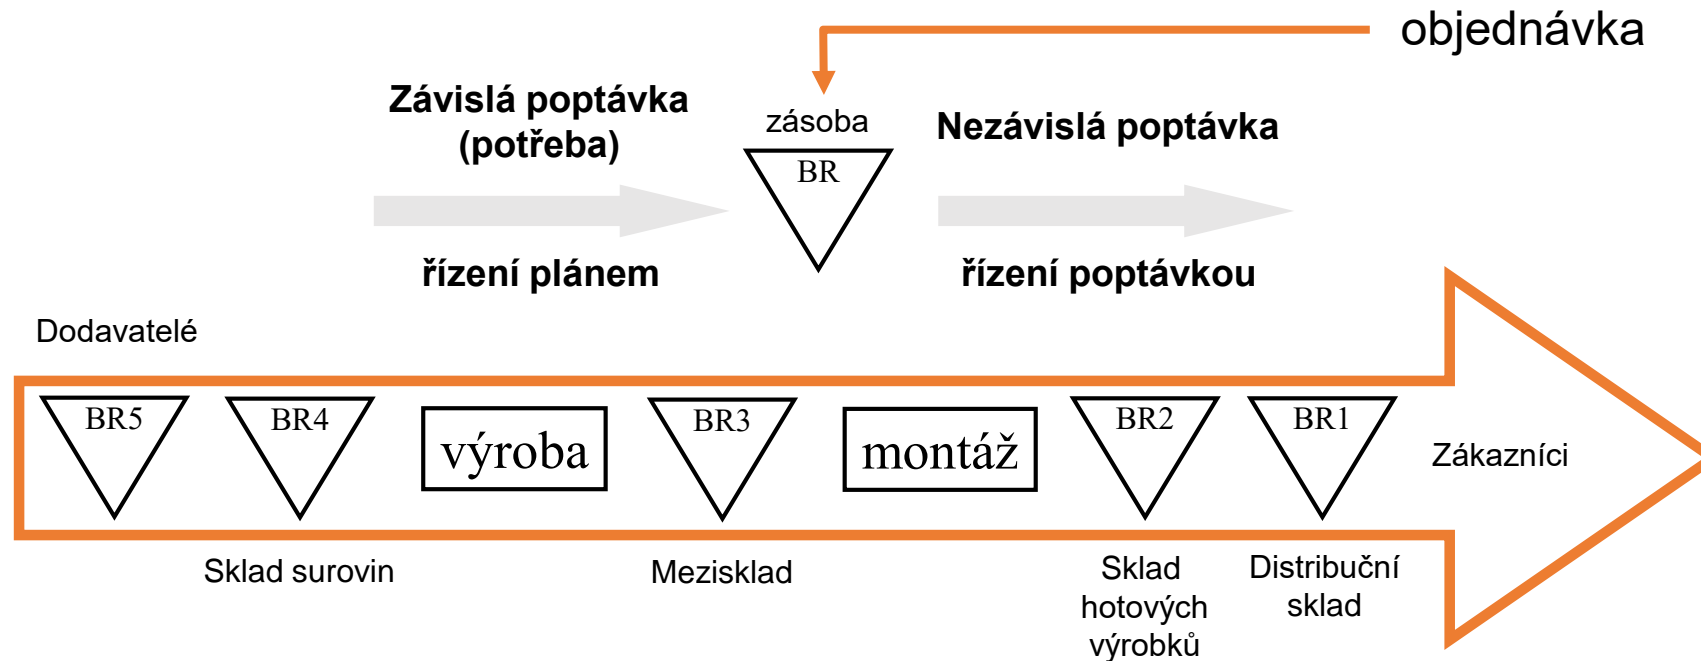 objednávka
Závislá poptávka
(potřeba)
zásoba
Nezávislá poptávka
BR
řízení plánem
řízení poptávkou
Dodavatelé
BR5
BR4
výroba
BR3
montáž
BR2
BR1
Zákazníci
Sklad surovin
Mezisklad
Sklad
hotových
výrobků
Distribuční
sklad